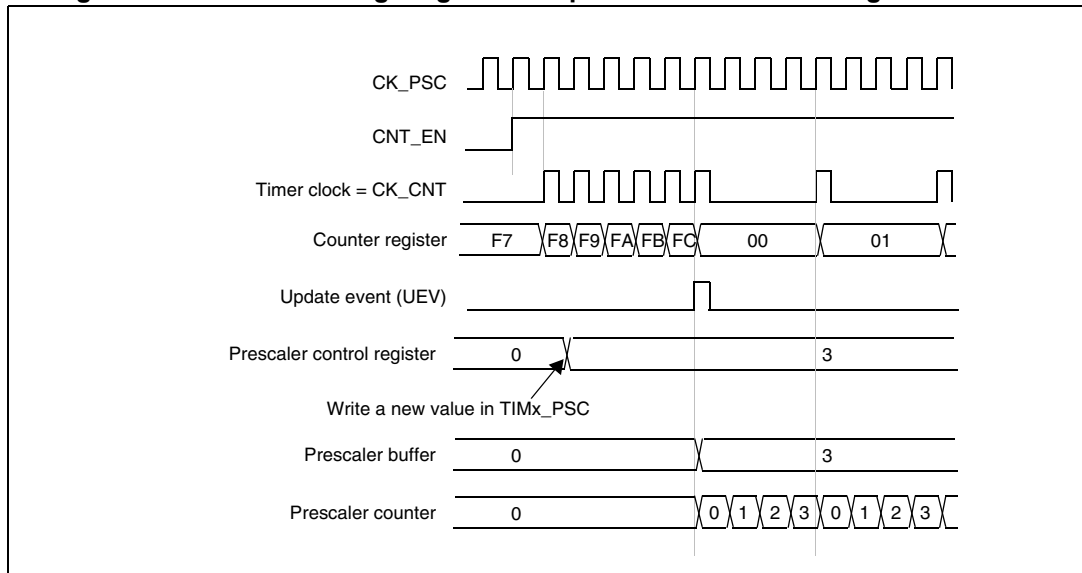 CK_PSC
CNT_EN
Timer clock = CK_CNT
Counter register F7 F8 F9 FA FB FC 00 01
Update event (UEV)
Prescaler control register 0 3
Write a new value in TIMx_PSC
Prescaler buffer 0 3
Prescaler counter 0 0 1 2 3 0 1 2 3